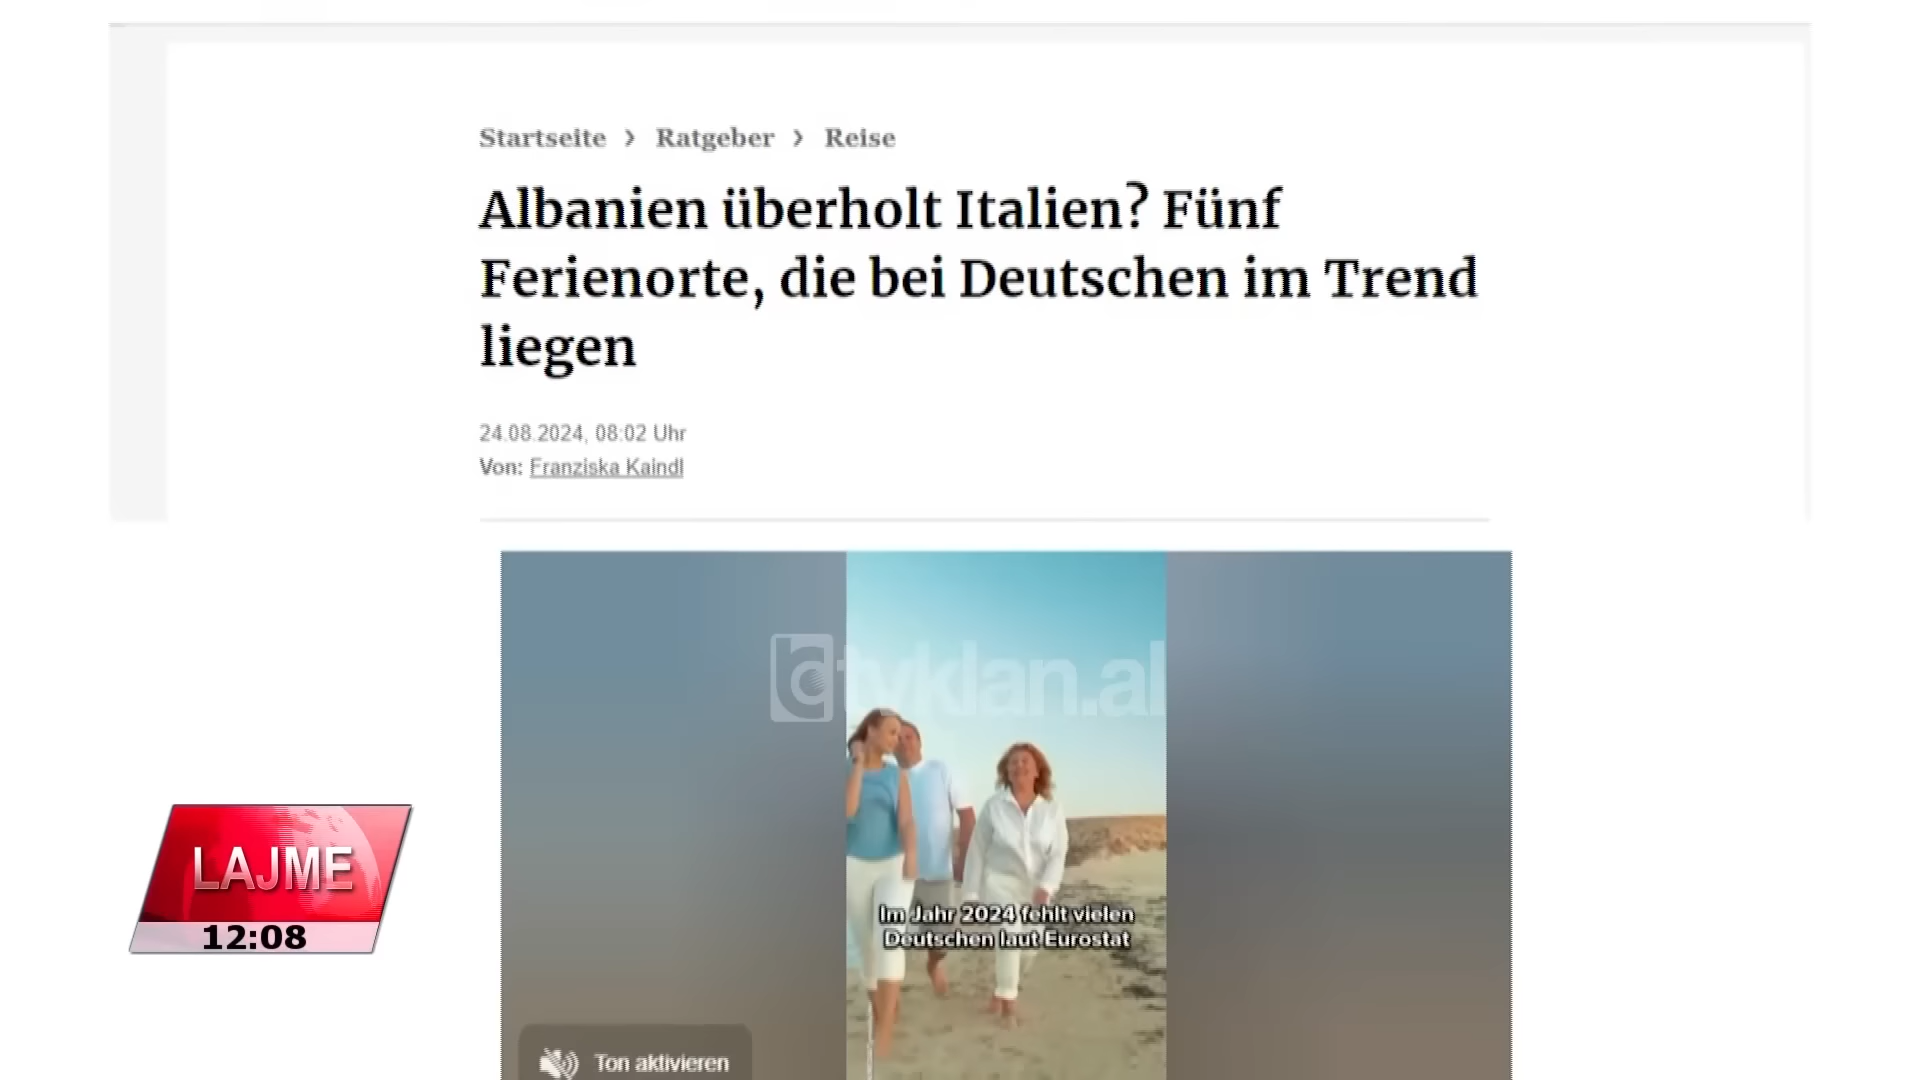 Startseite > Ratgeber > Reise
Albanien überholt Italien? Fünf
Ferienorte, die bei Deutschen im Trend
liegen
24.08.2024, 08:02 Uhr
Von: Franziska Kaindl
tvklan.al
Im Jahr 2024 fehlt vielen
Deutschen laut Eurostat
LAJME
12:08
Ton aktivieren